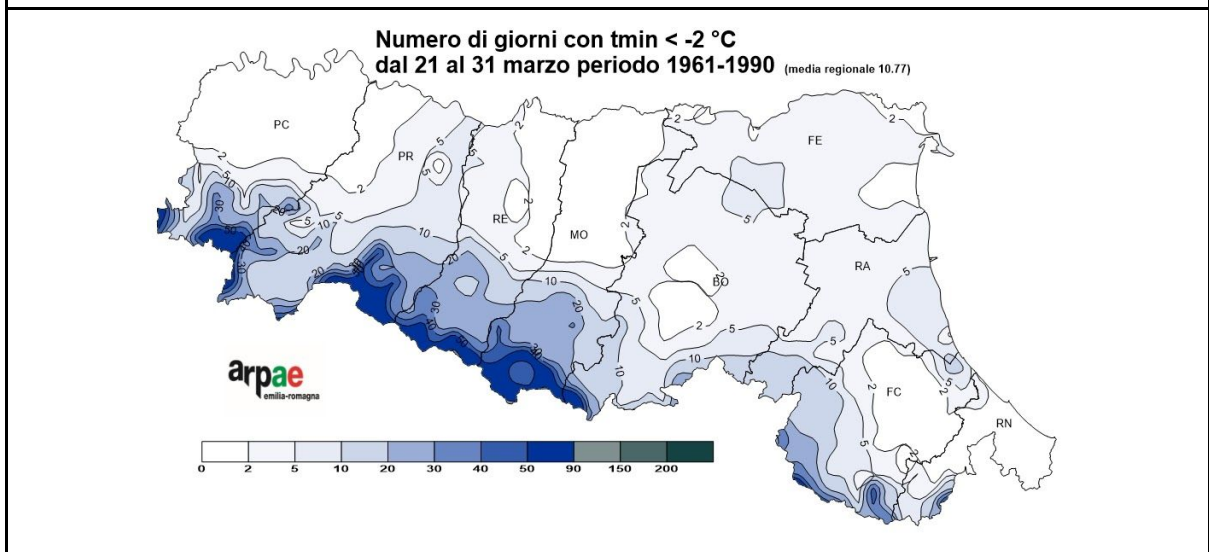 Numero di giorni con tmin < -2 °C
dal 21 al 31 marzo periodo 1961-1990 (media regionale 10.77)
PC
PR
RE
MO
BO
FE
RA
FC
RN
arpae
emilia-romagna
0 2 5 10 20 30 40 50 90 150 200